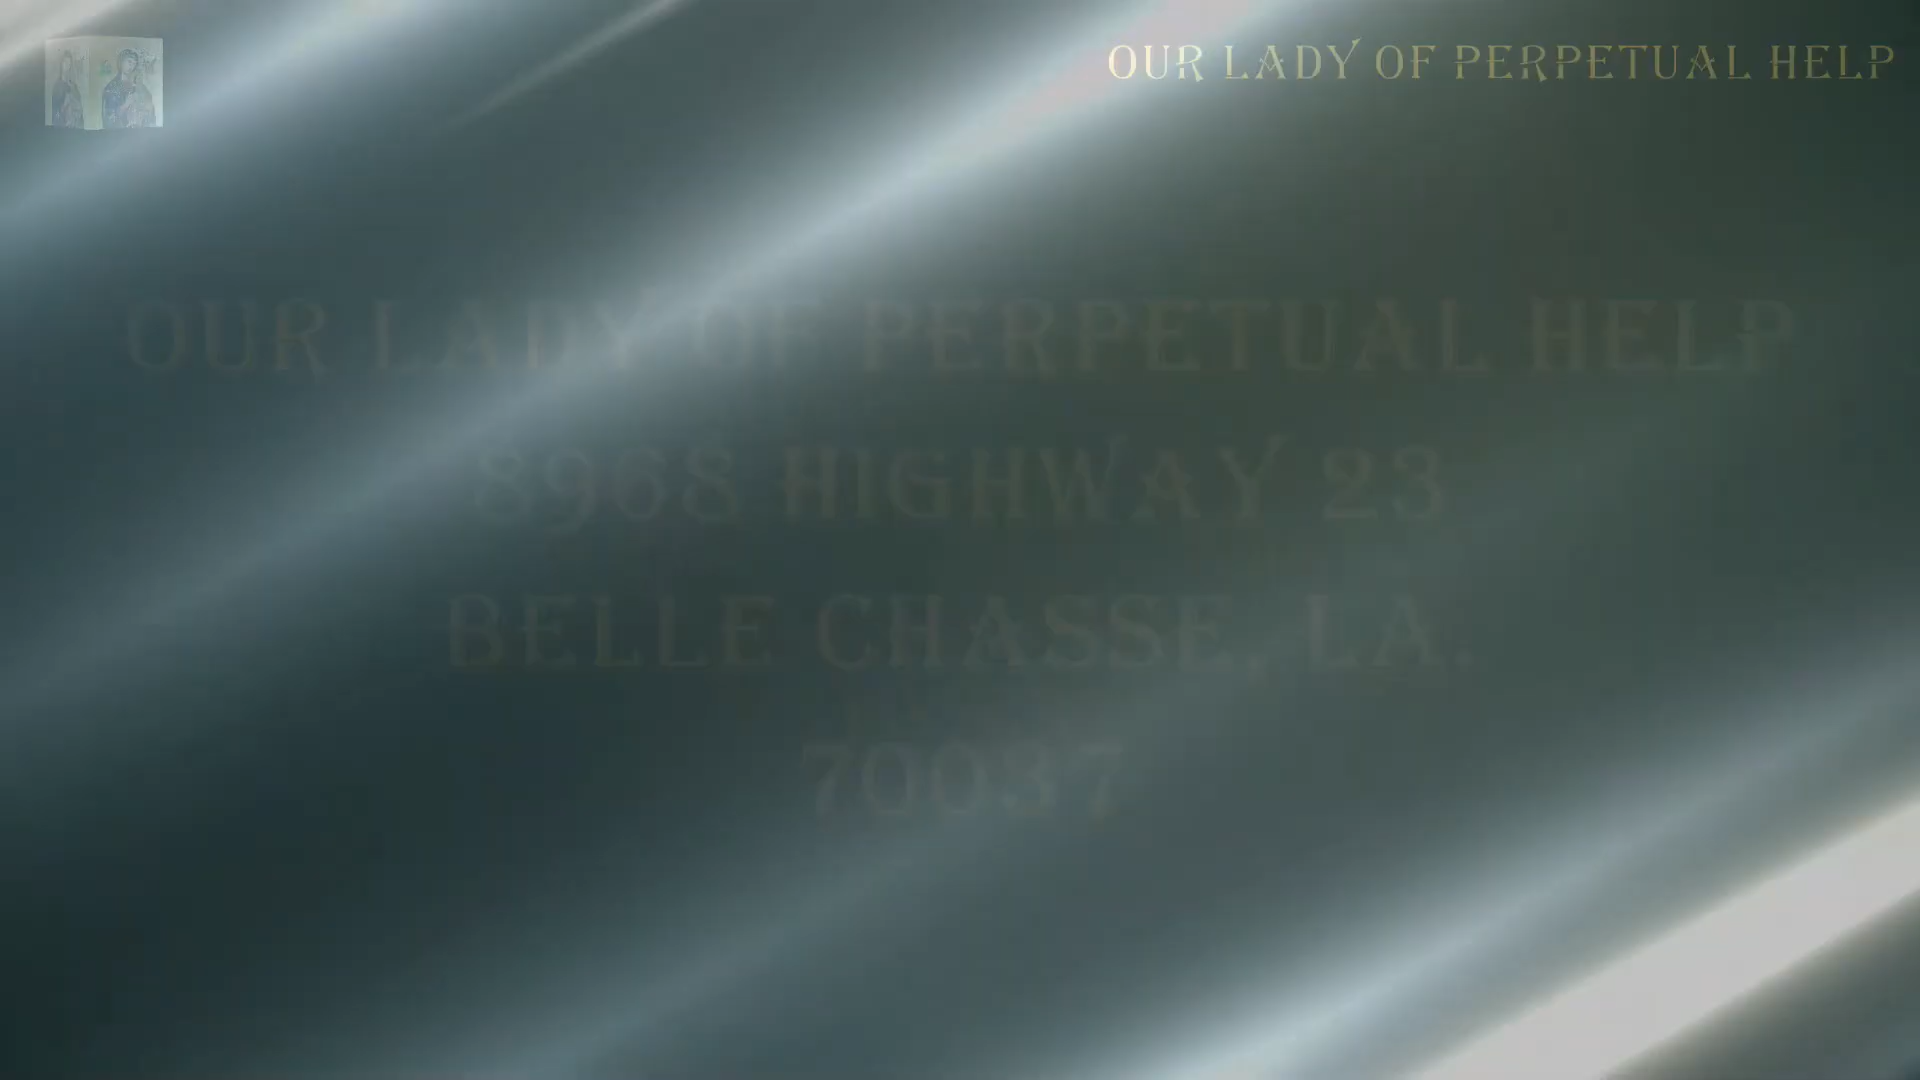 OUR LADY OF PERPETUAL HELP
OUR LADY OF PERPETUAL HELP
8968 HIGHWAY 23
BELLE CHASSE, LA.
70037